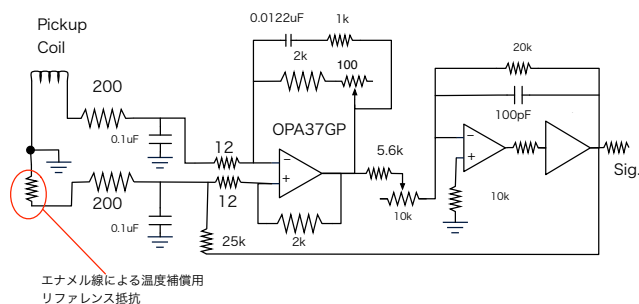 Pickup
Coil
0.0122uF
1k
2k
100
200
0.1uF
12
OPA37GP
−
+
12
5.6k
10k
2k
200
0.1uF
25k
20k
100pF
−
+
10k
Sig.
エナメル線による温度補償用
リファレンス抵抗